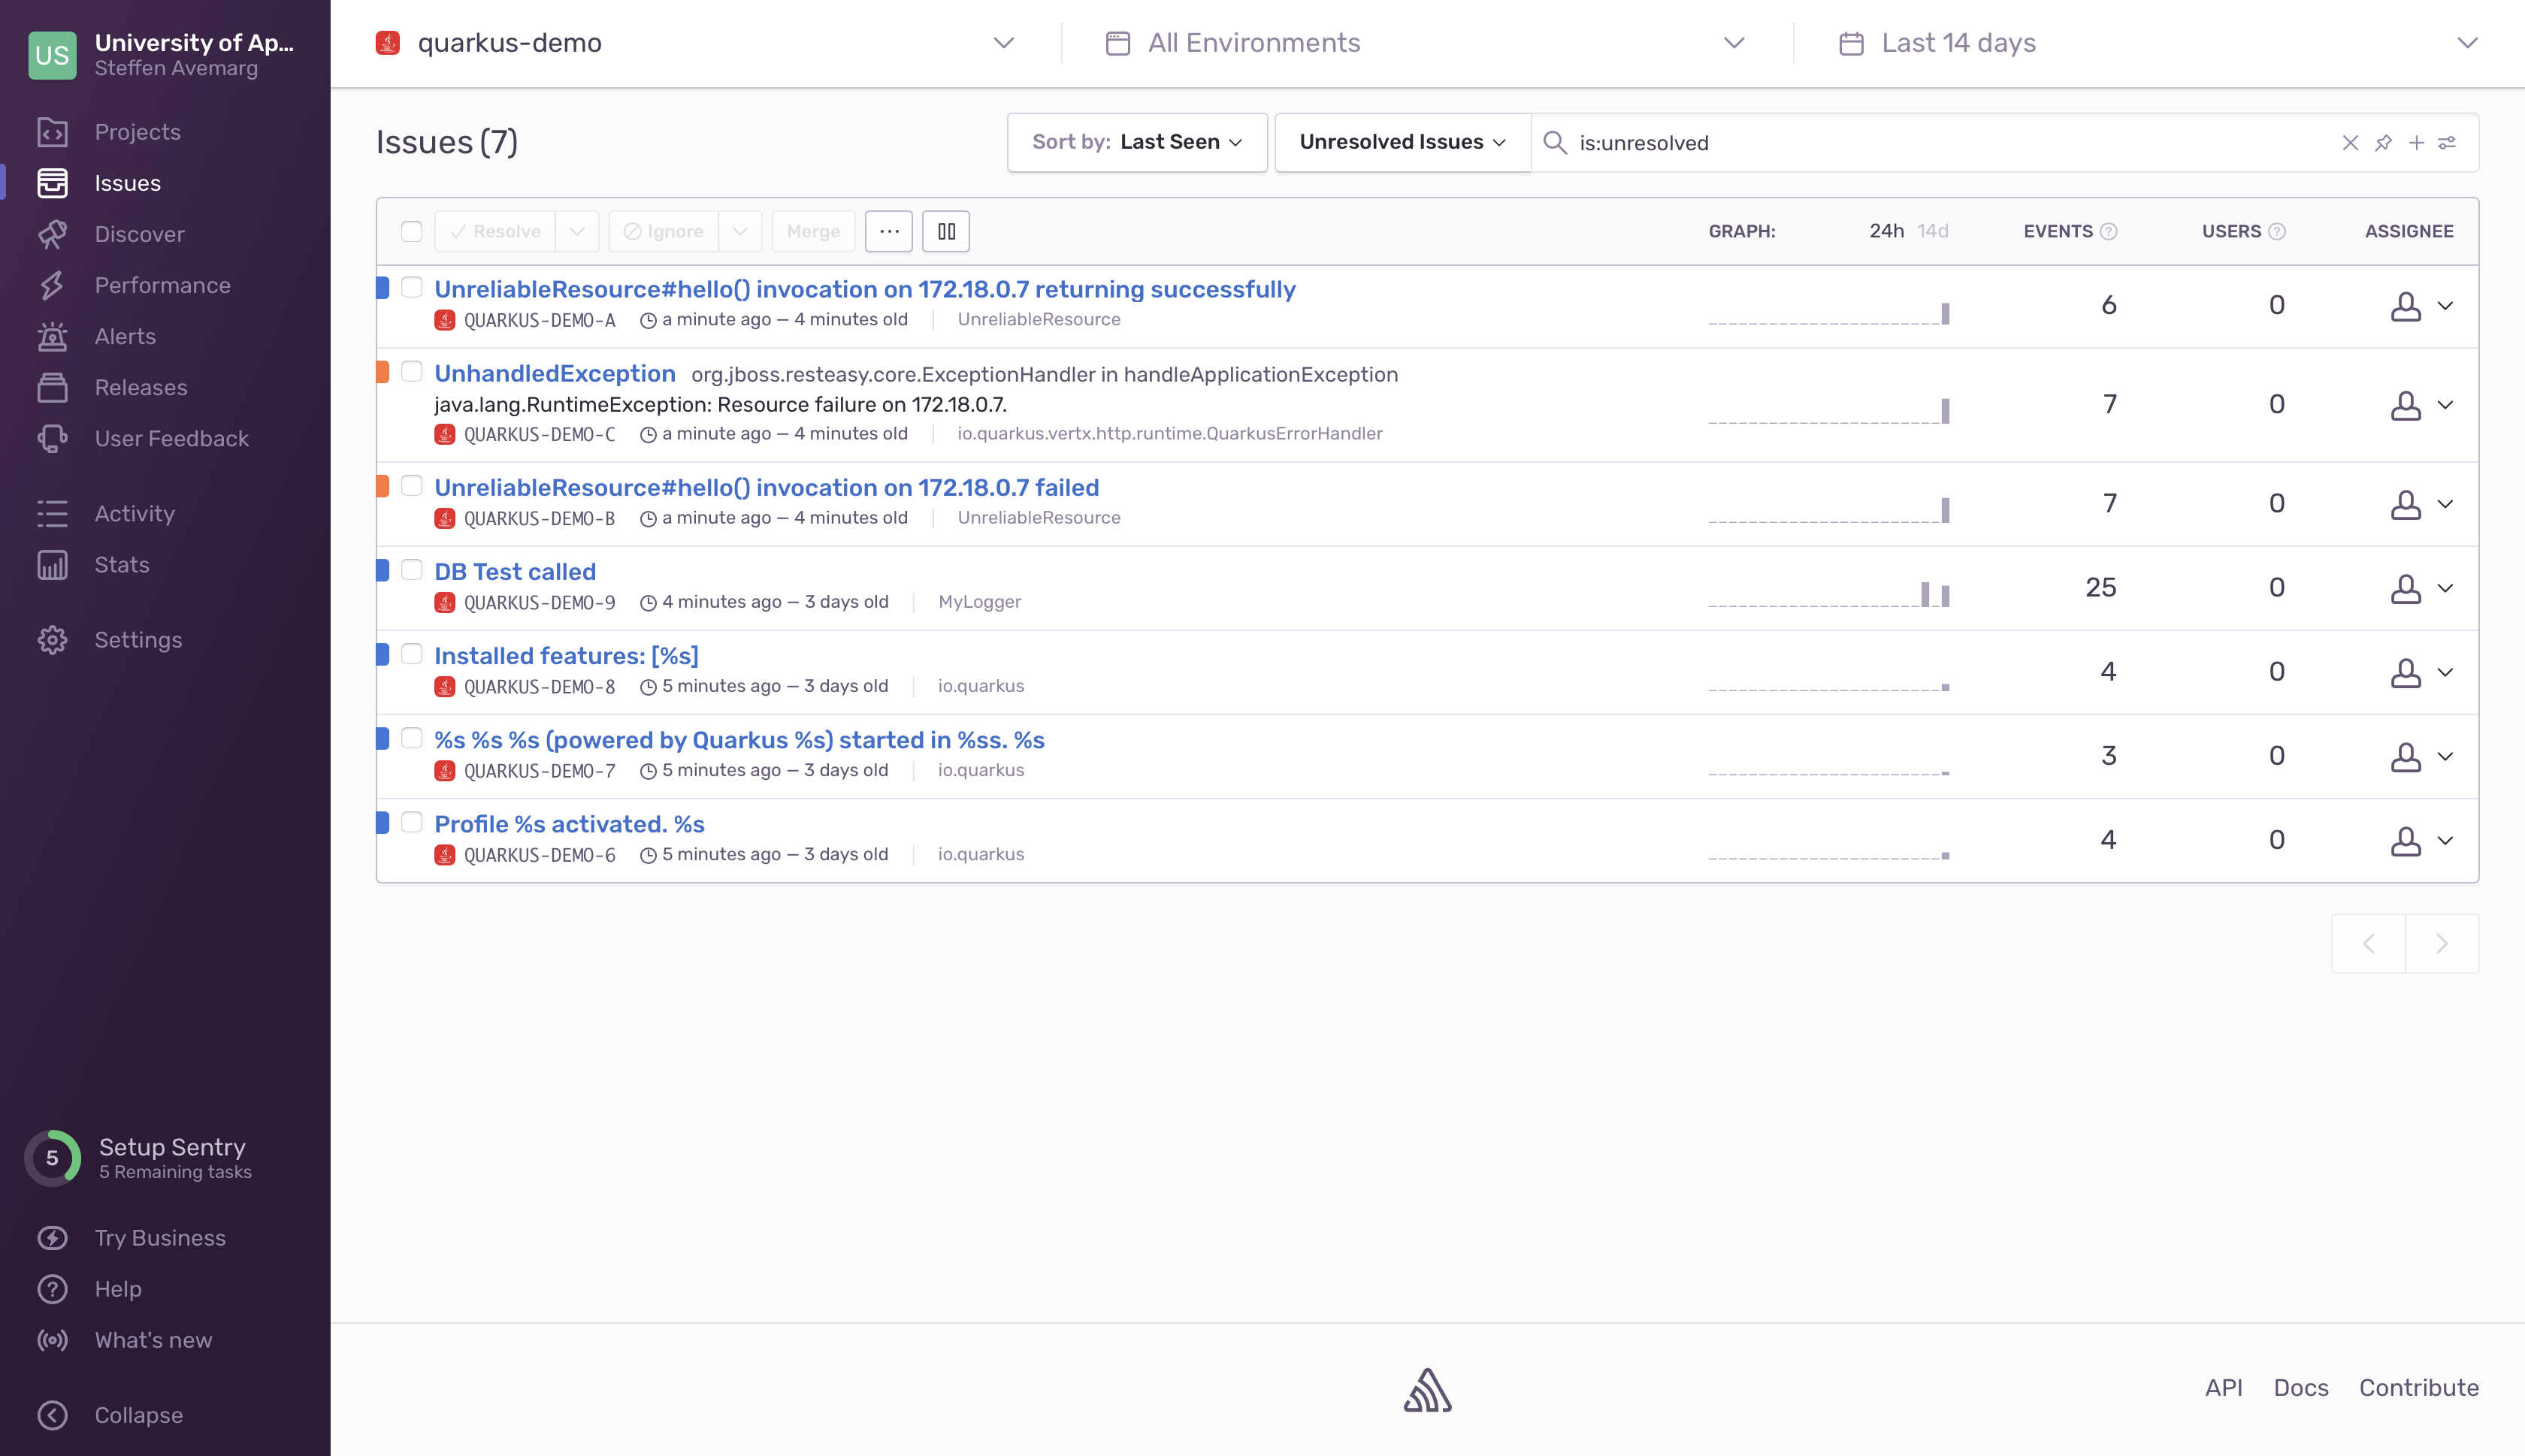 US
University of Ap...
Steffen Avemarg
Projects
Issues
Discover
Performance
Alerts
Releases
User Feedback
Activity
Stats
Settings
5
Setup Sentry
5 Remaining tasks
Try Business
Help
What's new
Collapse
quarkus-demo
All Environments
Last 14 days
Issues (7)
Sort by: Last Seen
Unresolved Issues
is:unresolved
Resolve
Ignore
Merge
GRAPH: 24h 14d
EVENTS ?
USERS ?
ASSIGNEE
UnreliableResource#hello() invocation on 172.18.0.7 returning successfully
QUARKUS-DEMO-A a minute ago — 4 minutes old UnreliableResource
6 0
UnhandledException org.jboss.resteasy.core.ExceptionHandler in handleApplicationException
java.lang.RuntimeException: Resource failure on 172.18.0.7.
QUARKUS-DEMO-C a minute ago — 4 minutes old io.quarkus.vertx.http.runtime.QuarkusErrorHandler
7 0
UnreliableResource#hello() invocation on 172.18.0.7 failed
QUARKUS-DEMO-B a minute ago — 4 minutes old UnreliableResource
7 0
DB Test called
QUARKUS-DEMO-9 4 minutes ago — 3 days old MyLogger
25 0
Installed features: [%s]
QUARKUS-DEMO-8 5 minutes ago — 3 days old io.quarkus
4 0
%s %s %s (powered by Quarkus %s) started in %ss. %s
QUARKUS-DEMO-7 5 minutes ago — 3 days old io.quarkus
3 0
Profile %s activated. %s
QUARKUS-DEMO-6 5 minutes ago — 3 days old io.quarkus
4 0
API Docs Contribute